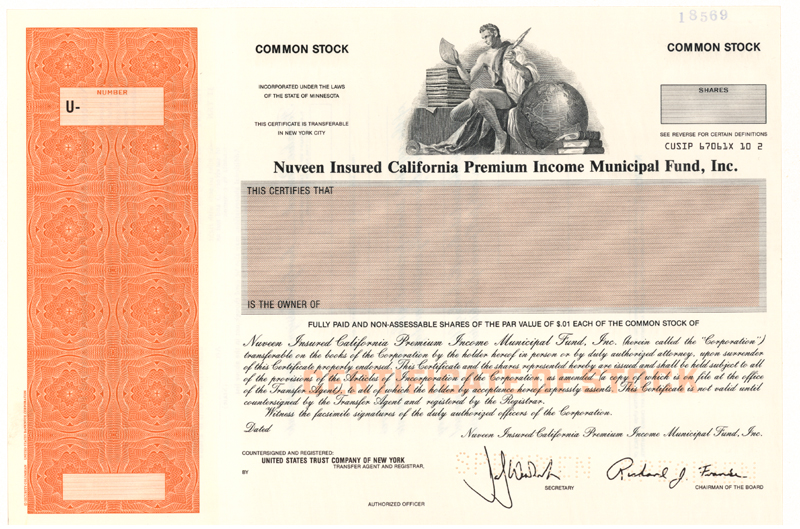 18569
COMMON STOCK
COMMON STOCK
NUMBER
U-
INCORPORATED UNDER THE LAWS
OF THE STATE OF MINNESOTA
THIS CERTIFICATE IS TRANSFERABLE
IN NEW YORK CITY
SHARES
SEE REVERSE FOR CERTAIN DEFINITIONS
CUSIP 67061X 10 2
Nuveen Insured California Premium Income Municipal Fund, Inc.
THIS CERTIFIES THAT
IS THE OWNER OF
FULLY PAID AND NON-ASSESSABLE SHARES OF THE PAR VALUE OF $.01 EACH OF THE COMMON STOCK OF
Nuveen Insured California Premium Income Municipal Fund, Inc. (herein called the "Corporation")
transferable on the books of the Corporation by the holder hereof in person or by duly authorized attorney, upon surrender
of this Certificate properly endorsed. This Certificate and the shares represented hereby are issued and shall be held subject to all
of the provisions of the Articles of Incorporation of the Corporation, as amended (a copy of which is on file at the office
of the Transfer Agent), to all of which the holder by acceptance hereof expressly assents. This Certificate is not valid until
countersigned by the Transfer Agent and registered by the Registrar.
Witness the facsimile signatures of the duly authorized officers of the Corporation.
Dated
Nuveen Insured California Premium Income Municipal Fund, Inc.
COUNTERSIGNED AND REGISTERED:
UNITED STATES TRUST COMPANY OF NEW YORK
TRANSFER AGENT AND REGISTRAR,
BY
AUTHORIZED OFFICER
SECRETARY
Richard J. Franke
CHAIRMAN OF THE BOARD